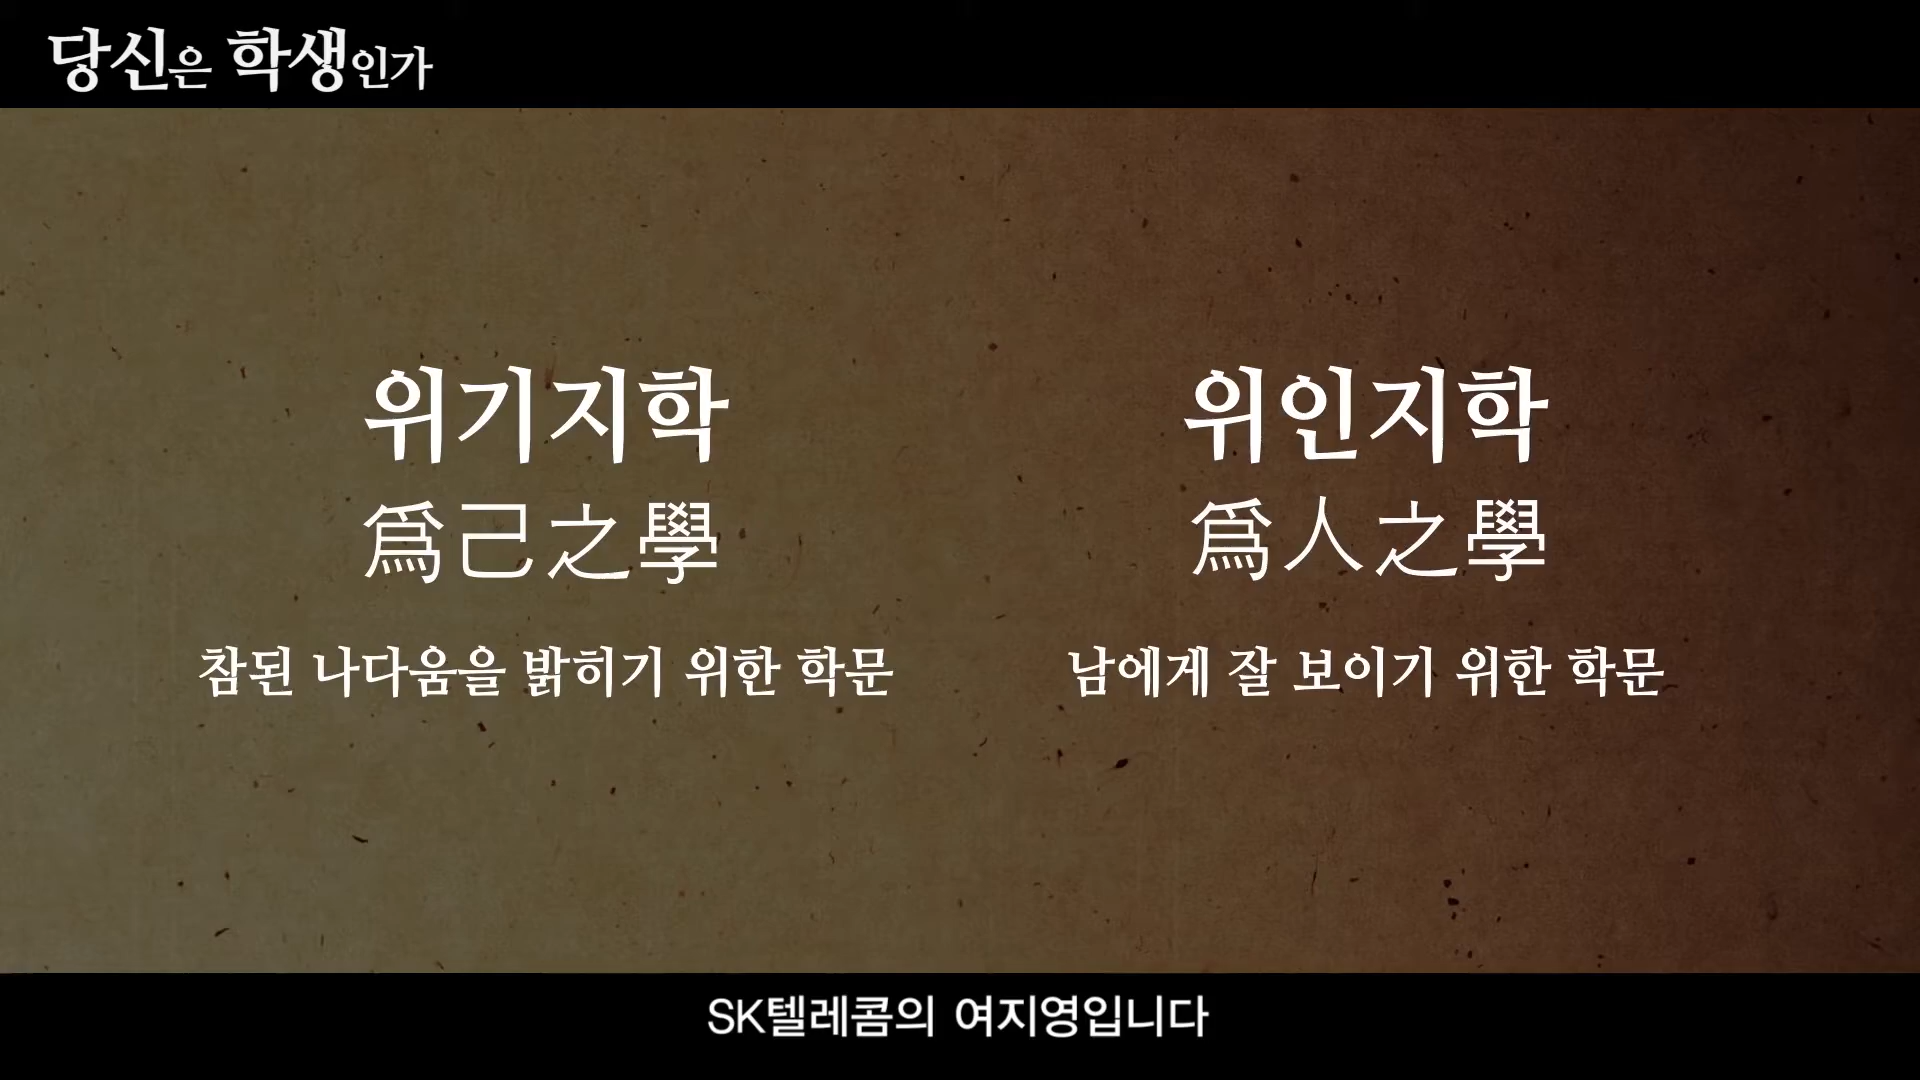 당신은 학생인가
위기지학
爲己之學
참된 나다움을 밝히기 위한 학문
위인지학
爲人之學
남에게 잘 보이기 위한 학문
SK텔레콤의 여지영입니다